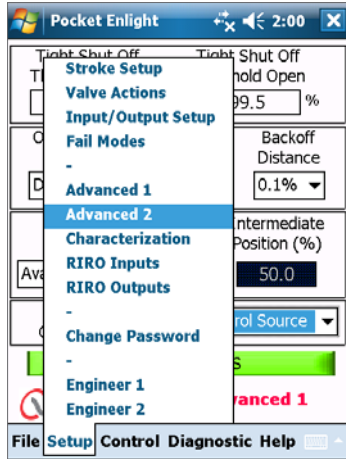 Pocket Enlight 2:00
Tight Shut Off Tight Shut Off
Stroke Setup
Valve Actions
Input/Output Setup
Fail Modes
-
Advanced 1
Advanced 2
Characterization
RIRO Inputs
RIRO Outputs
-
Change Password
-
Engineer 1
Engineer 2
Open
99.5 %
Backoff
Distance
0.1%
Intermediate
Position (%)
50.0
Source
Advanced 1
File Setup Control Diagnostic Help